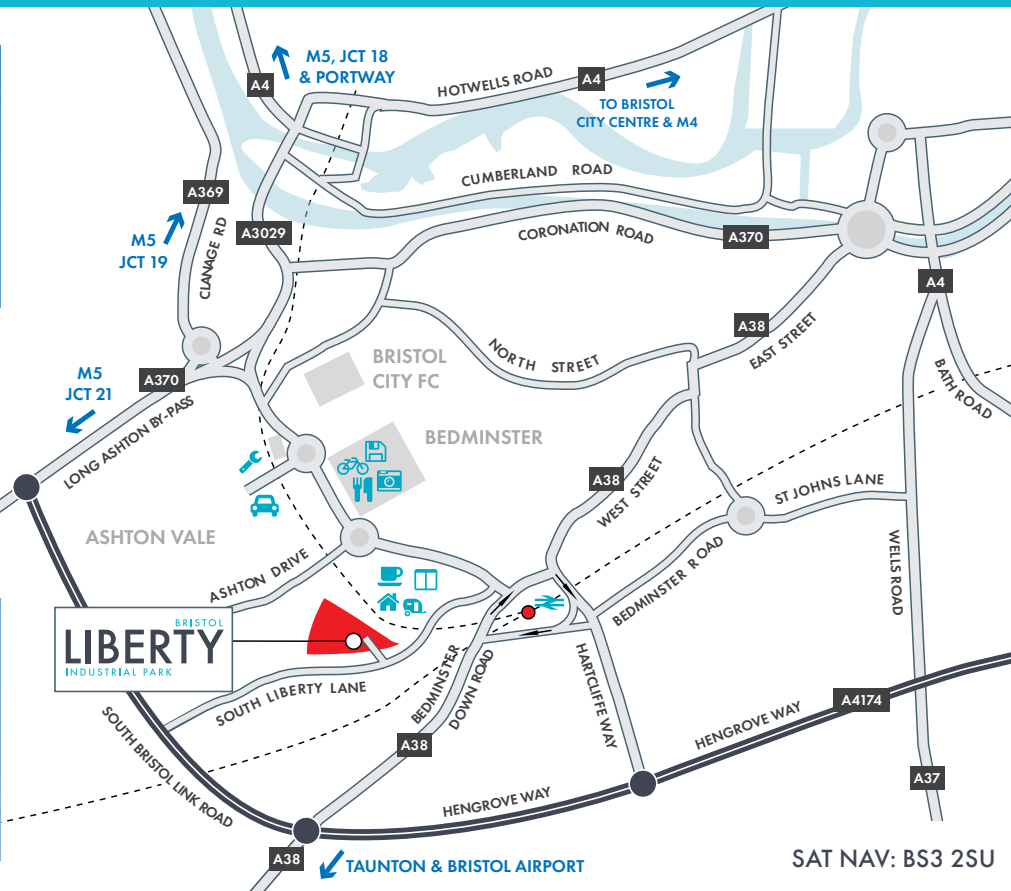 M5, JCT 18
& PORTWAY
A4
HOTWELLS ROAD
A4
TO BRISTOL
CITY CENTRE & M4
A369
CUMBERLAND ROAD
M5
JCT 19
CLANAGE RD
A3029
CORONATION ROAD
A370
A4
A38
EAST STREET
NORTH STREET
BRISTOL
CITY FC
M5
JCT 21
A370
LONG ASHTON BY-PASS
BATH ROAD
BEDMINSTER
A38
WEST STREET
ST JOHNS LANE
ASHTON VALE
ASHTON DRIVE
BEDMINSTER ROAD
WELLS ROAD
BRISTOL
LIBERTY
INDUSTRIAL PARK
SOUTH LIBERTY LANE
BEDMINSTER
DOWN ROAD
HARTCLIFFE WAY
A4174
HENGROVE WAY
A38
SOUTH BRISTOL LINK ROAD
A37
HENGROVE WAY
A38
TAUNTON & BRISTOL AIRPORT
SAT NAV: BS3 2SU